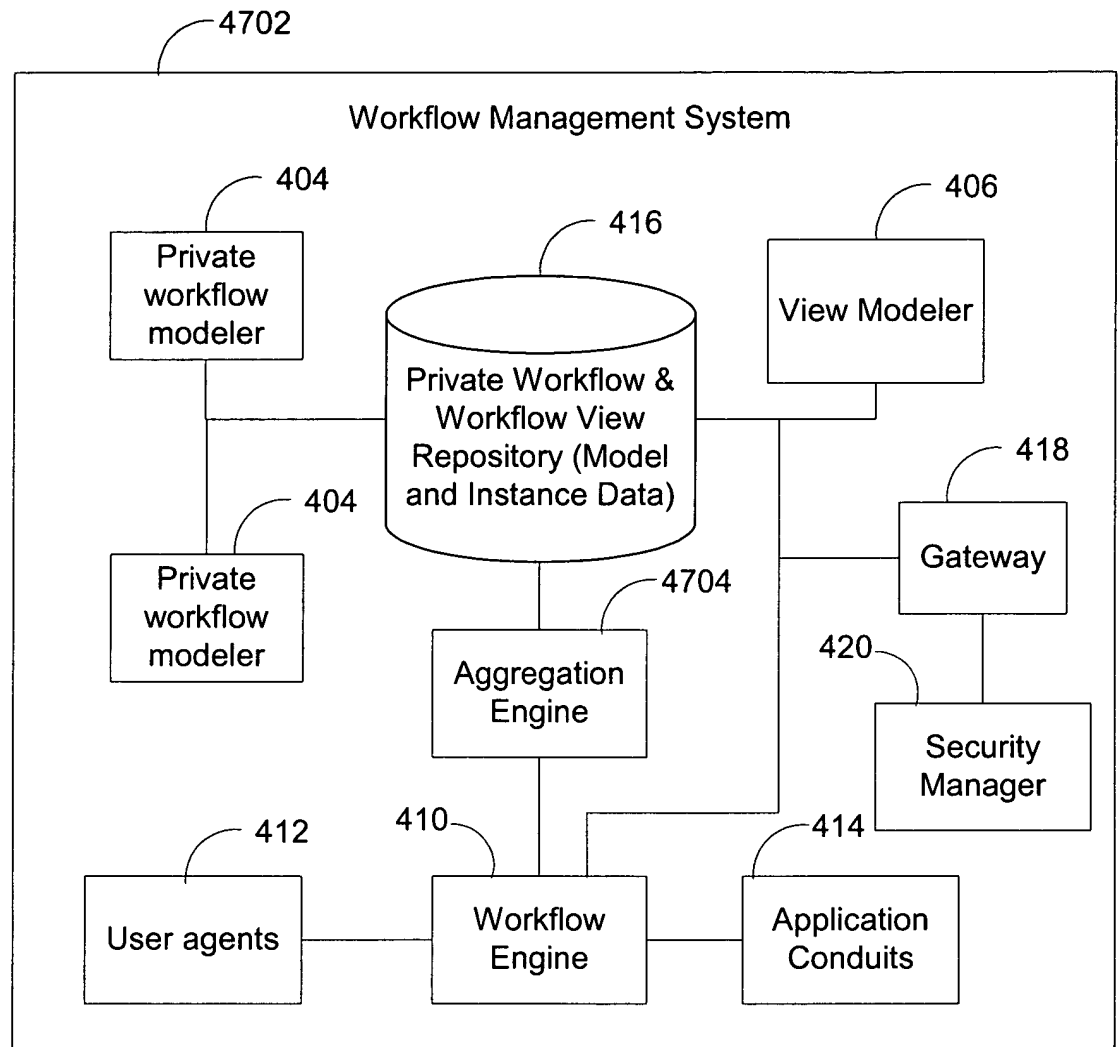 4702
Workflow Management System
404
Private
workflow
modeler
416
Private Workflow &
Workflow View
Repository (Model
and Instance Data)
406
View Modeler
404
Private
workflow
modeler
418
Gateway
4704
Aggregation
Engine
420
Security
Manager
412
User agents
410
Workflow
Engine
414
Application
Conduits